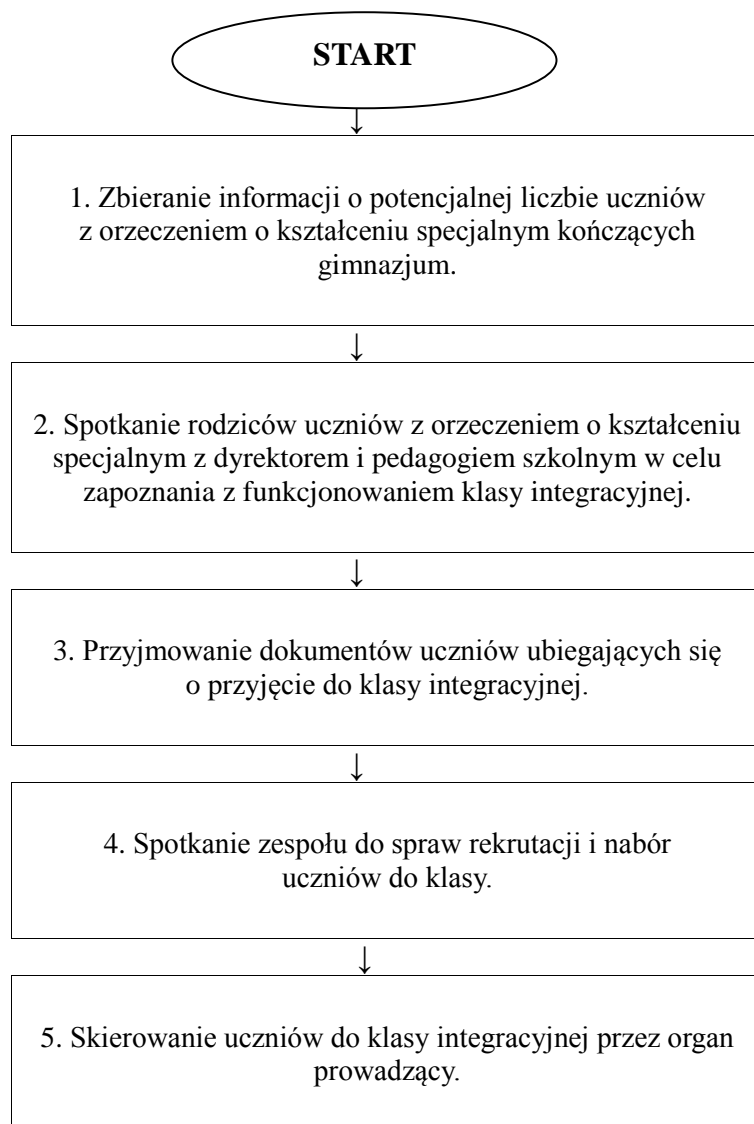 START
↓
1. Zbieranie informacji o potencjalnej liczbie uczniów
z orzeczeniem o kształceniu specjalnym kończących
gimnazjum.
↓
2. Spotkanie rodziców uczniów z orzeczeniem o kształceniu
specjalnym z dyrektorem i pedagogiem szkolnym w celu
zapoznania z funkcjonowaniem klasy integracyjnej.
↓
3. Przyjmowanie dokumentów uczniów ubiegających się
o przyjęcie do klasy integracyjnej.
↓
4. Spotkanie zespołu do spraw rekrutacji i nabór
uczniów do klasy.
↓
5. Skierowanie uczniów do klasy integracyjnej przez organ
prowadzący.